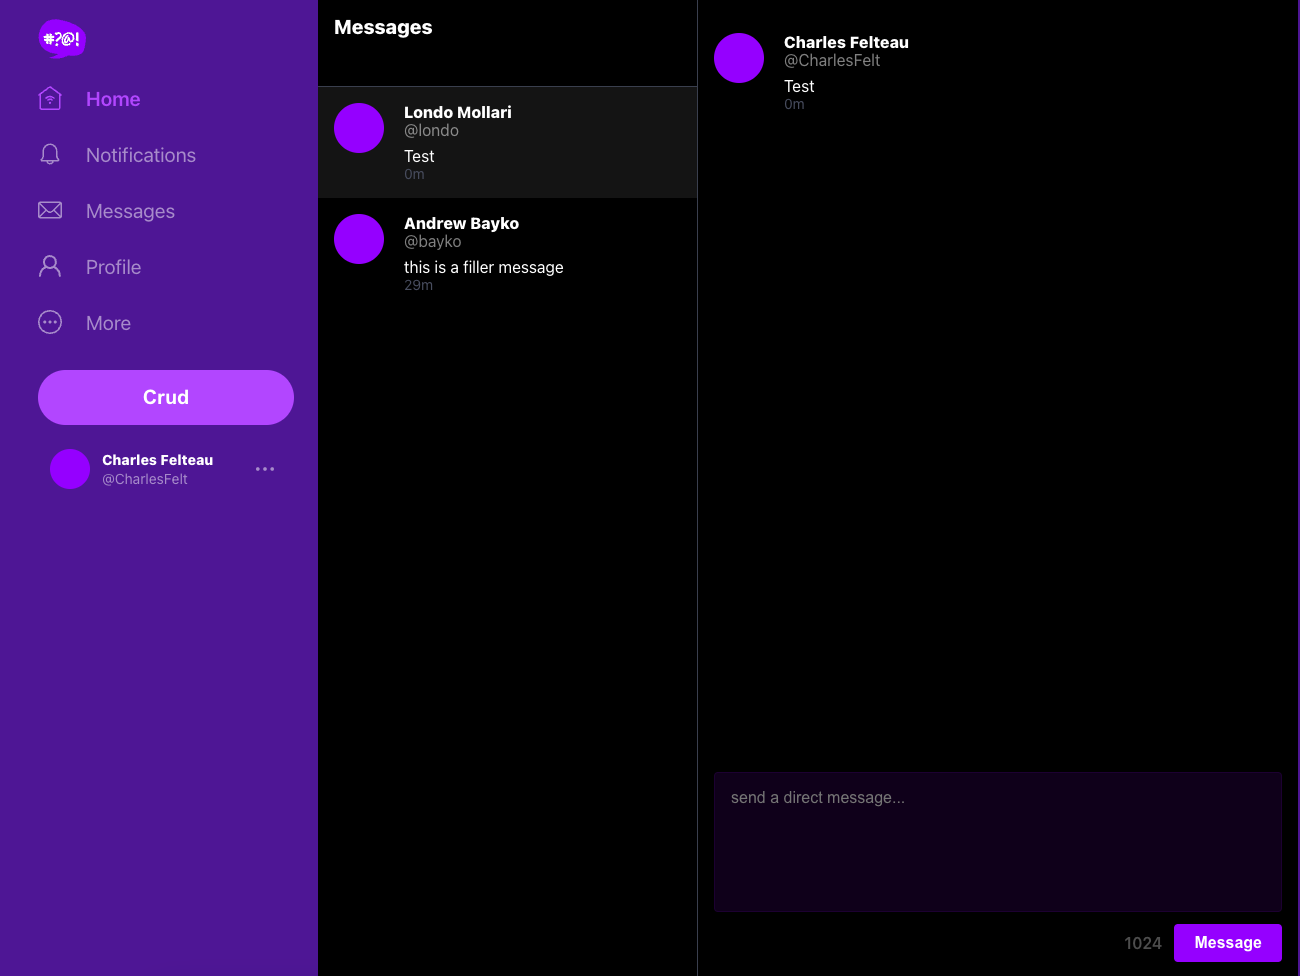 #?@!
Home
Notifications
Messages
Profile
More
Crud
Charles Felteau
@CharlesFelt
Messages
Londo Mollari
@londo
Test
0m
Andrew Bayko
@bayko
this is a filler message
29m
Charles Felteau
@CharlesFelt
Test
0m
send a direct message...
1024
Message